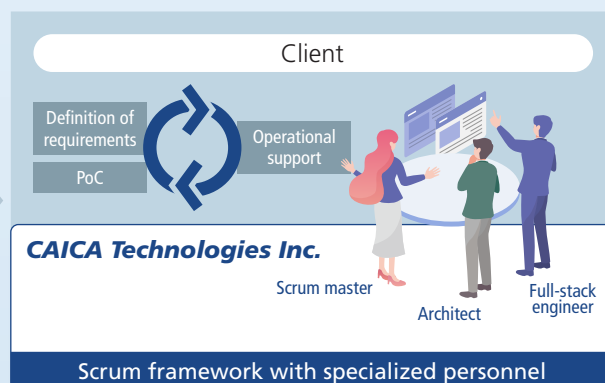 Client
Definition of
requirements
PoC
Operational
support
CAICA Technologies Inc.
Scrum master
Architect
Full-stack
engineer
Scrum framework with specialized personnel